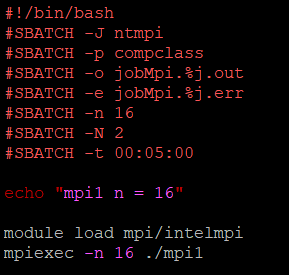 #!/bin/bash
#SBATCH -J ntmpi
#SBATCH -p compclass
#SBATCH -o jobMpi.%j.out
#SBATCH -e jobMpi.%j.err
#SBATCH -n 16
#SBATCH -N 2
#SBATCH -t 00:05:00
echo "mpi1 n = 16"
module load mpi/intelmpi
mpiexec -n 16 ./mpi1